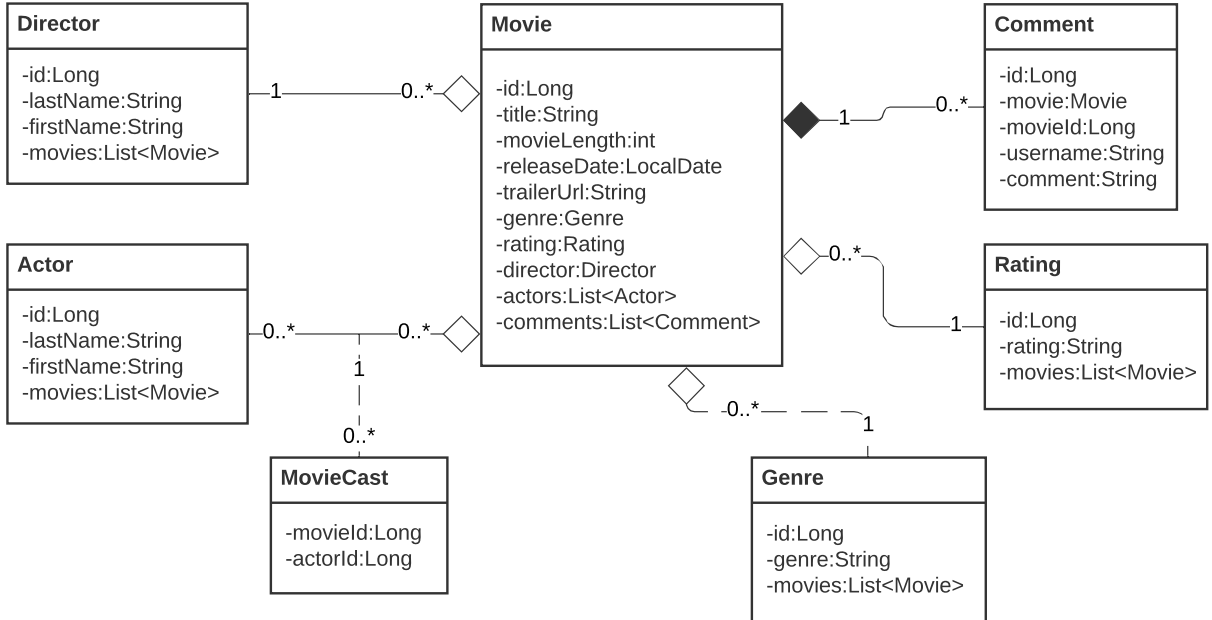 Director
-id:Long
-lastName:String
-firstName:String
-movies:List<Movie>
1
0..*
Movie
-id:Long
-title:String
-movieLength:int
-releaseDate:LocalDate
-trailerUrl:String
-genre:Genre
-rating:Rating
-director:Director
-actors:List<Actor>
-comments:List<Comment>
1
0..*
Comment
-id:Long
-movie:Movie
-movieId:Long
-username:String
-comment:String
Actor
-id:Long
-lastName:String
-firstName:String
-movies:List<Movie>
0..*
0..*
1
0..*
0..*
1
Rating
-id:Long
-rating:String
-movies:List<Movie>
0..*
1
MovieCast
-movieId:Long
-actorId:Long
Genre
-id:Long
-genre:String
-movies:List<Movie>